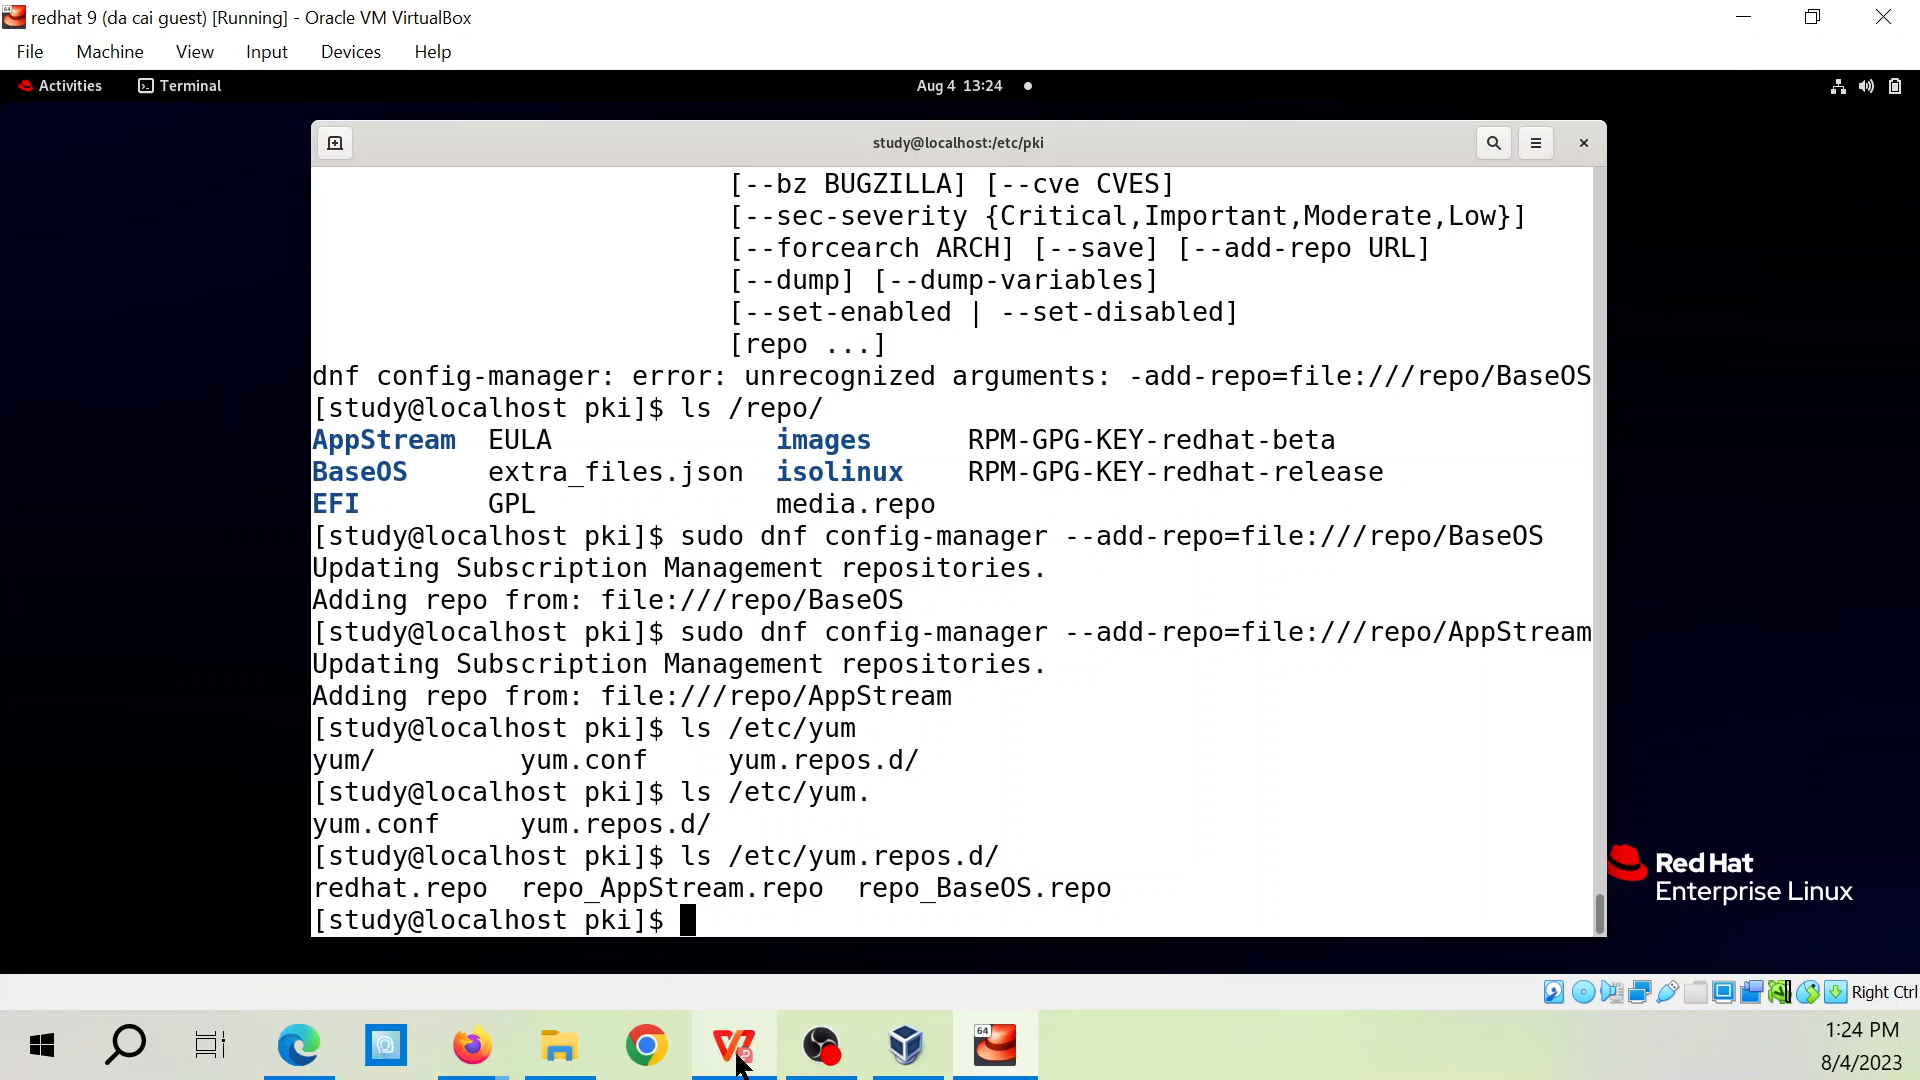 redhat 9 (da cai guest) [Running] - Oracle VM VirtualBox
File Machine View Input Devices Help
Activities Terminal Aug 4 13:24
study@localhost:/etc/pki
[--bz BUGZILLA] [--cve CVES]
[--sec-severity {Critical,Important,Moderate,Low}]
[--forcearch ARCH] [--save] [--add-repo URL]
[--dump] [--dump-variables]
[--set-enabled | --set-disabled]
[repo ...]
dnf config-manager: error: unrecognized arguments: -add-repo=file:///repo/BaseOS
[study@localhost pki]$ ls /repo/
AppStream EULA images RPM-GPG-KEY-redhat-beta
BaseOS extra_files.json isolinux RPM-GPG-KEY-redhat-release
EFI GPL media.repo
[study@localhost pki]$ sudo dnf config-manager --add-repo=file:///repo/BaseOS
Updating Subscription Management repositories.
Adding repo from: file:///repo/BaseOS
[study@localhost pki]$ sudo dnf config-manager --add-repo=file:///repo/AppStream
Updating Subscription Management repositories.
Adding repo from: file:///repo/AppStream
[study@localhost pki]$ ls /etc/yum
yum/ yum.conf yum.repos.d/
[study@localhost pki]$ ls /etc/yum.
yum.conf yum.repos.d/
[study@localhost pki]$ ls /etc/yum.repos.d/
redhat.repo repo_AppStream.repo repo_BaseOS.repo
[study@localhost pki]$
Red Hat
Enterprise Linux
Right Ctrl
64
1:24 PM
8/4/2023